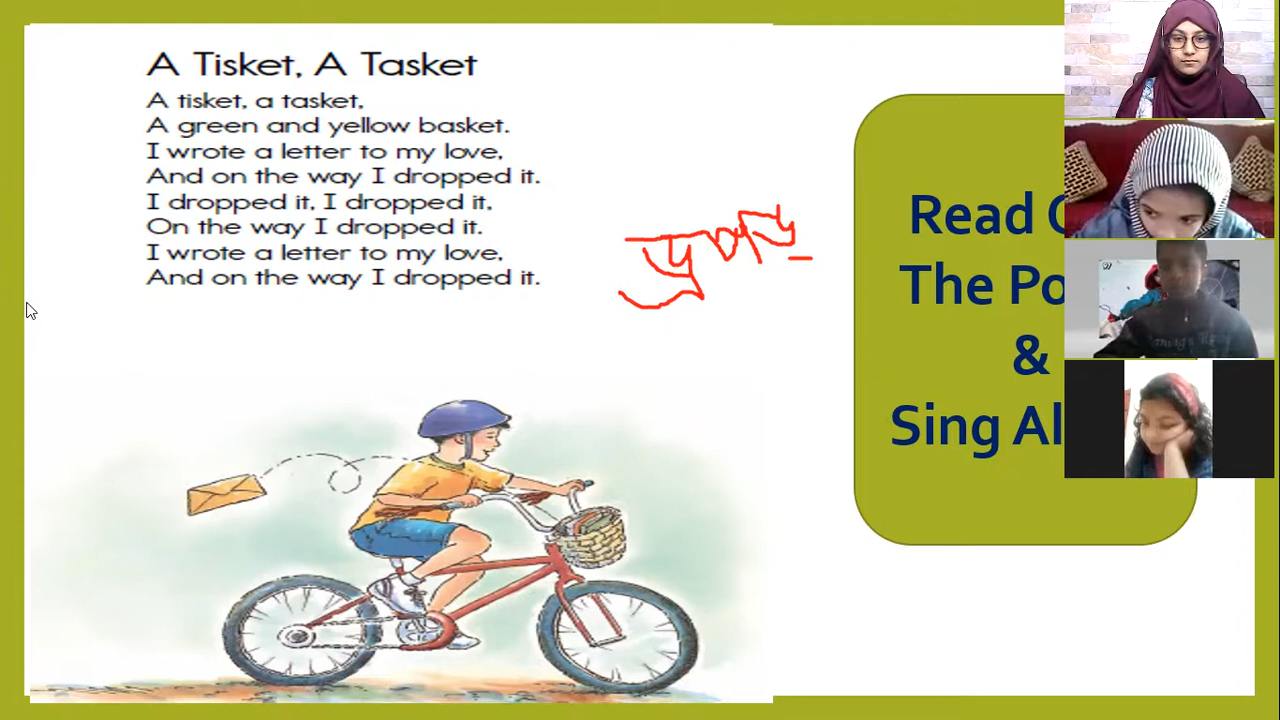 A Tisket, A Tasket
A tisket, a tasket,
A green and yellow basket.
I wrote a letter to my love,
And on the way I dropped it.
I dropped it, I dropped it,
On the way I dropped it.
I wrote a letter to my love,
And on the way I dropped it.
Read
The
&
Sing